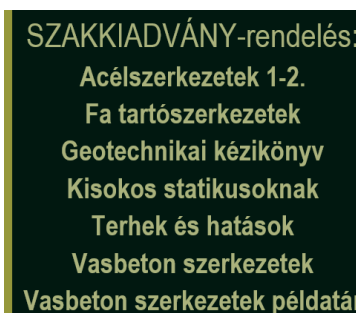 SZAKKIADVÁNY-rendelés:
Acélszerkezetek 1-2.
Fa tartószerkezetek
Geotechnikai kézikönyv
Kisokos statikusoknak
Terhek és hatások
Vasbeton szerkezetek
Vasbeton szerkezetek példatár